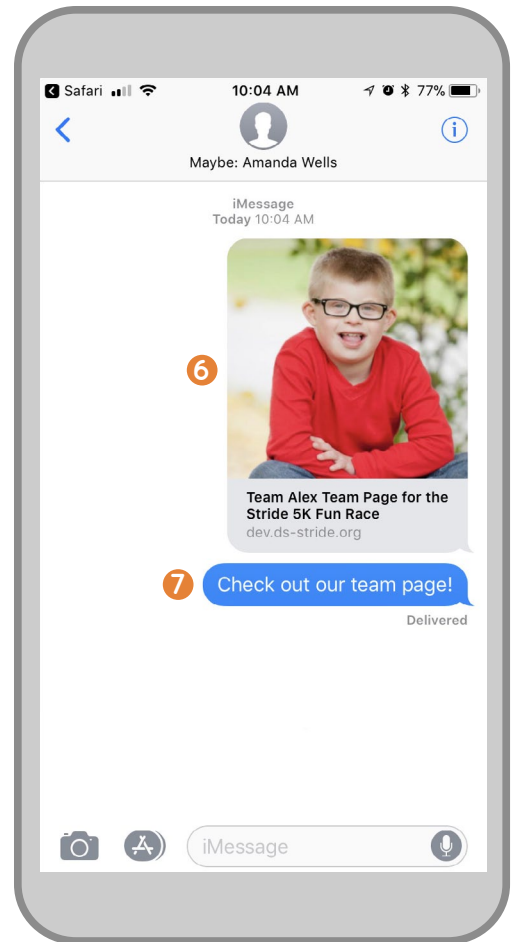 Safari 10:04 AM 77%
Maybe: Amanda Wells
iMessage
Today 10:04 AM
6
Team Alex Team Page for the
Stride 5K Fun Race
dev.ds-stride.org
7 Check out our team page!
Delivered
iMessage